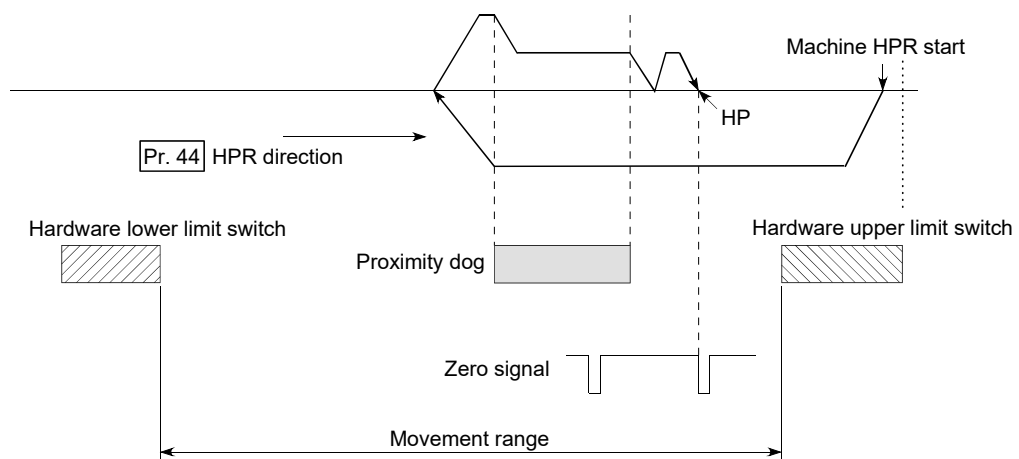 Machine HPR start
HP
Pr. 44 HPR direction
Hardware lower limit switch
Hardware upper limit switch
Proximity dog
Zero signal
Movement range